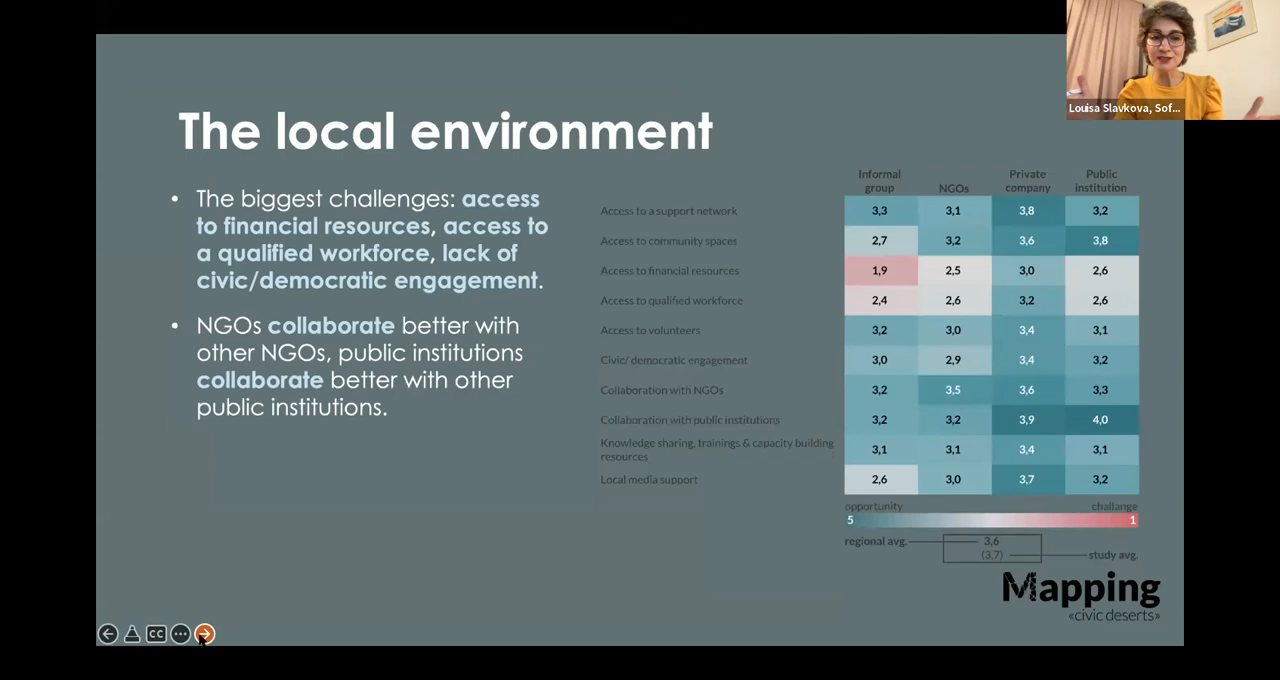 Louisa Slavkova, Sof...
The local environment
• The biggest challenges: access
to financial resources, access to
a qualified workforce, lack of
civic/democratic engagement.
• NGOs collaborate better with
other NGOs, public institutions
collaborate better with other
public institutions.
Informal group NGOs Private company Public institution
Access to a support network 3,3 3,1 3,8 3,2
Access to community spaces 2,7 3,2 3,6 3,8
Access to financial resources 1,9 2,5 3,0 2,6
Access to qualified workforce 2,4 2,6 3,2 2,6
Access to volunteers 3,2 3,0 3,4 3,1
Civic/ democratic engagement 3,0 2,9 3,4 3,2
Collaboration with NGOs 3,2 3,5 3,6 3,3
Collaboration with public institutions 3,2 3,2 3,9 4,0
Knowledge sharing, trainings & capacity building
resources 3,1 3,1 3,4 3,1
Local media support 2,6 3,0 3,7 3,2
opportunity challange
5 1
regional avg. 3,6
(3,7) study avg.
Mapping
«civic deserts»
CC